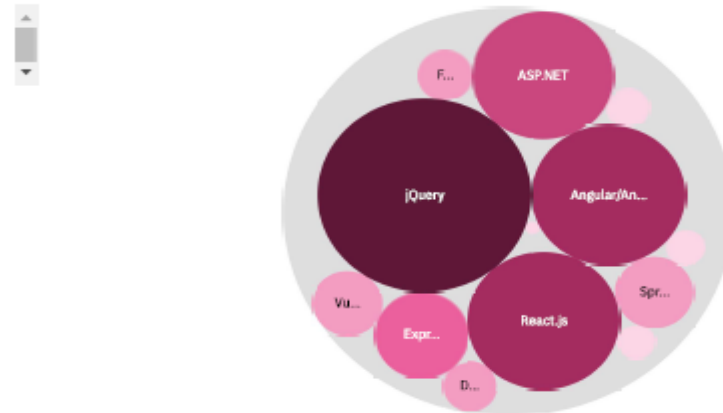 ASP.NET
F...
jQuery
Angular/An...
Spr...
Vu...
Expr...
React.js
D...